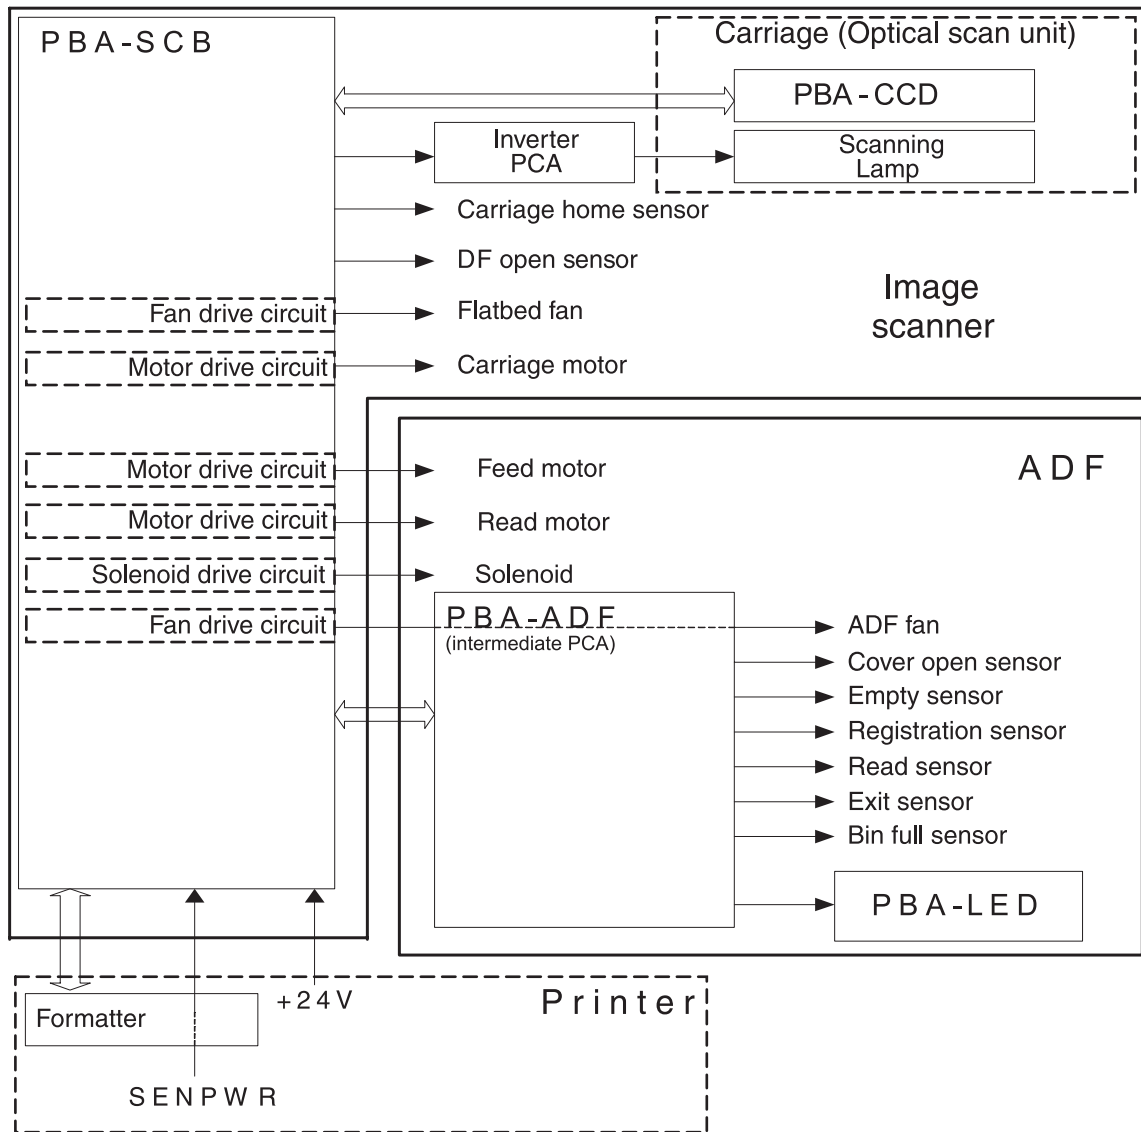 PBA-SCB
Carriage (Optical scan unit)
PBA-CCD
Inverter
PCA
Scanning
Lamp
Carriage home sensor
DF open sensor
Image
scanner
Fan drive circuit
Flatbed fan
Motor drive circuit
Carriage motor
Motor drive circuit
Feed motor
ADF
Motor drive circuit
Read motor
Solenoid drive circuit
Solenoid
Fan drive circuit
PBA-ADF
(intermediate PCA)
ADF fan
Cover open sensor
Empty sensor
Registration sensor
Read sensor
Exit sensor
Bin full sensor
PBA-LED
Printer
+24V
Formatter
SENPWR